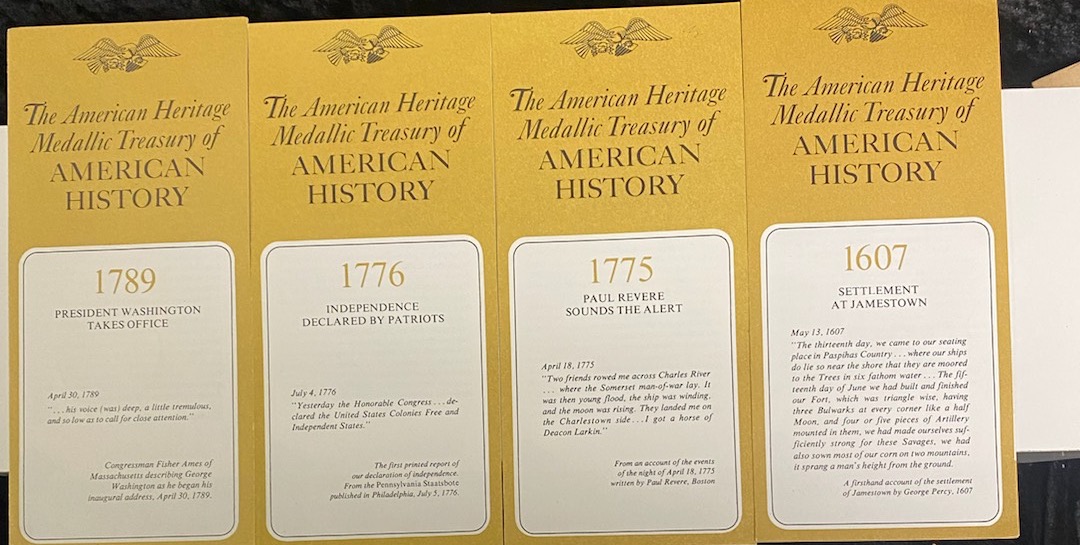 The American Heritage
Medallic Treasury of
AMERICAN
HISTORY
1789
PRESIDENT WASHINGTON
TAKES OFFICE
April 30, 1789
"...his voice (was) deep, a little tremulous,
and so low as to call for close attention."
Congressman Fisher Ames of
Massachusetts describing George
Washington as he began his
inaugural address, April 30, 1789.
The American Heritage
Medallic Treasury of
AMERICAN
HISTORY
1776
INDEPENDENCE
DECLARED BY PATRIOTS
July 4, 1776
"Yesterday the Honorable Congress...de-
clared the United States Colonies Free and
Independent States."
The first printed report of
our declaration of independence.
From the Pennsylvania Staatsbote
published in Philadelphia, July 5, 1776.
The American Heritage
Medallic Treasury of
AMERICAN
HISTORY
1775
PAUL REVERE
SOUNDS THE ALERT
April 18, 1775
"Two friends rowed me across Charles River
... where the Somerset man-of-war lay. It
was then young flood, the ship was winding,
and the moon was rising. They landed me on
the Charlestown side...I got a horse of
Deacon Larkin."
From an account of the events
of the night of April 18, 1775
written by Paul Revere, Boston
The American Heritage
Medallic Treasury of
AMERICAN
HISTORY
1607
SETTLEMENT
AT JAMESTOWN
May 13, 1607
"The thirteenth day, we came to our seating
place in Paspihas Country...where our ships
do lie so near the shore that they are moored
to the Trees in six fathom water...The fif-
teenth day of June we had built and finished
our Fort, which was triangle wise, having
three Bulwarks at every corner like a half
Moon, and four or five pieces of Artillery
mounted in them, we had made ourselves suf-
ficiently strong for these Savages, we had
also sown most of our corn on two mountains,
it sprang a man's height from the ground.
A firsthand account of the settlement
of Jamestown by George Percy, 1607